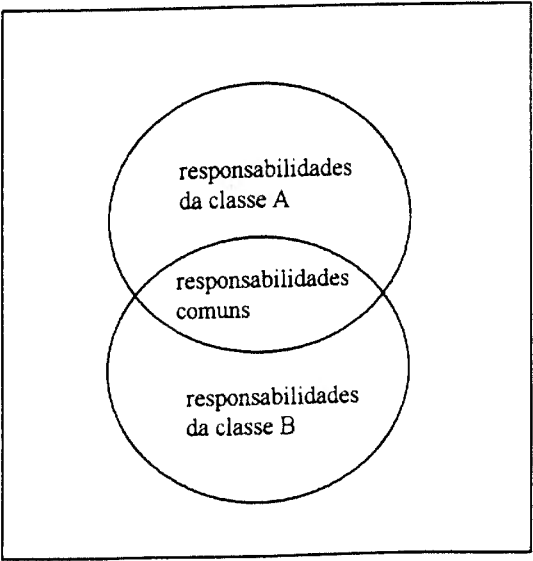 responsabilidades
da classe A
responsabilidades
comuns
responsabilidades
da classe B